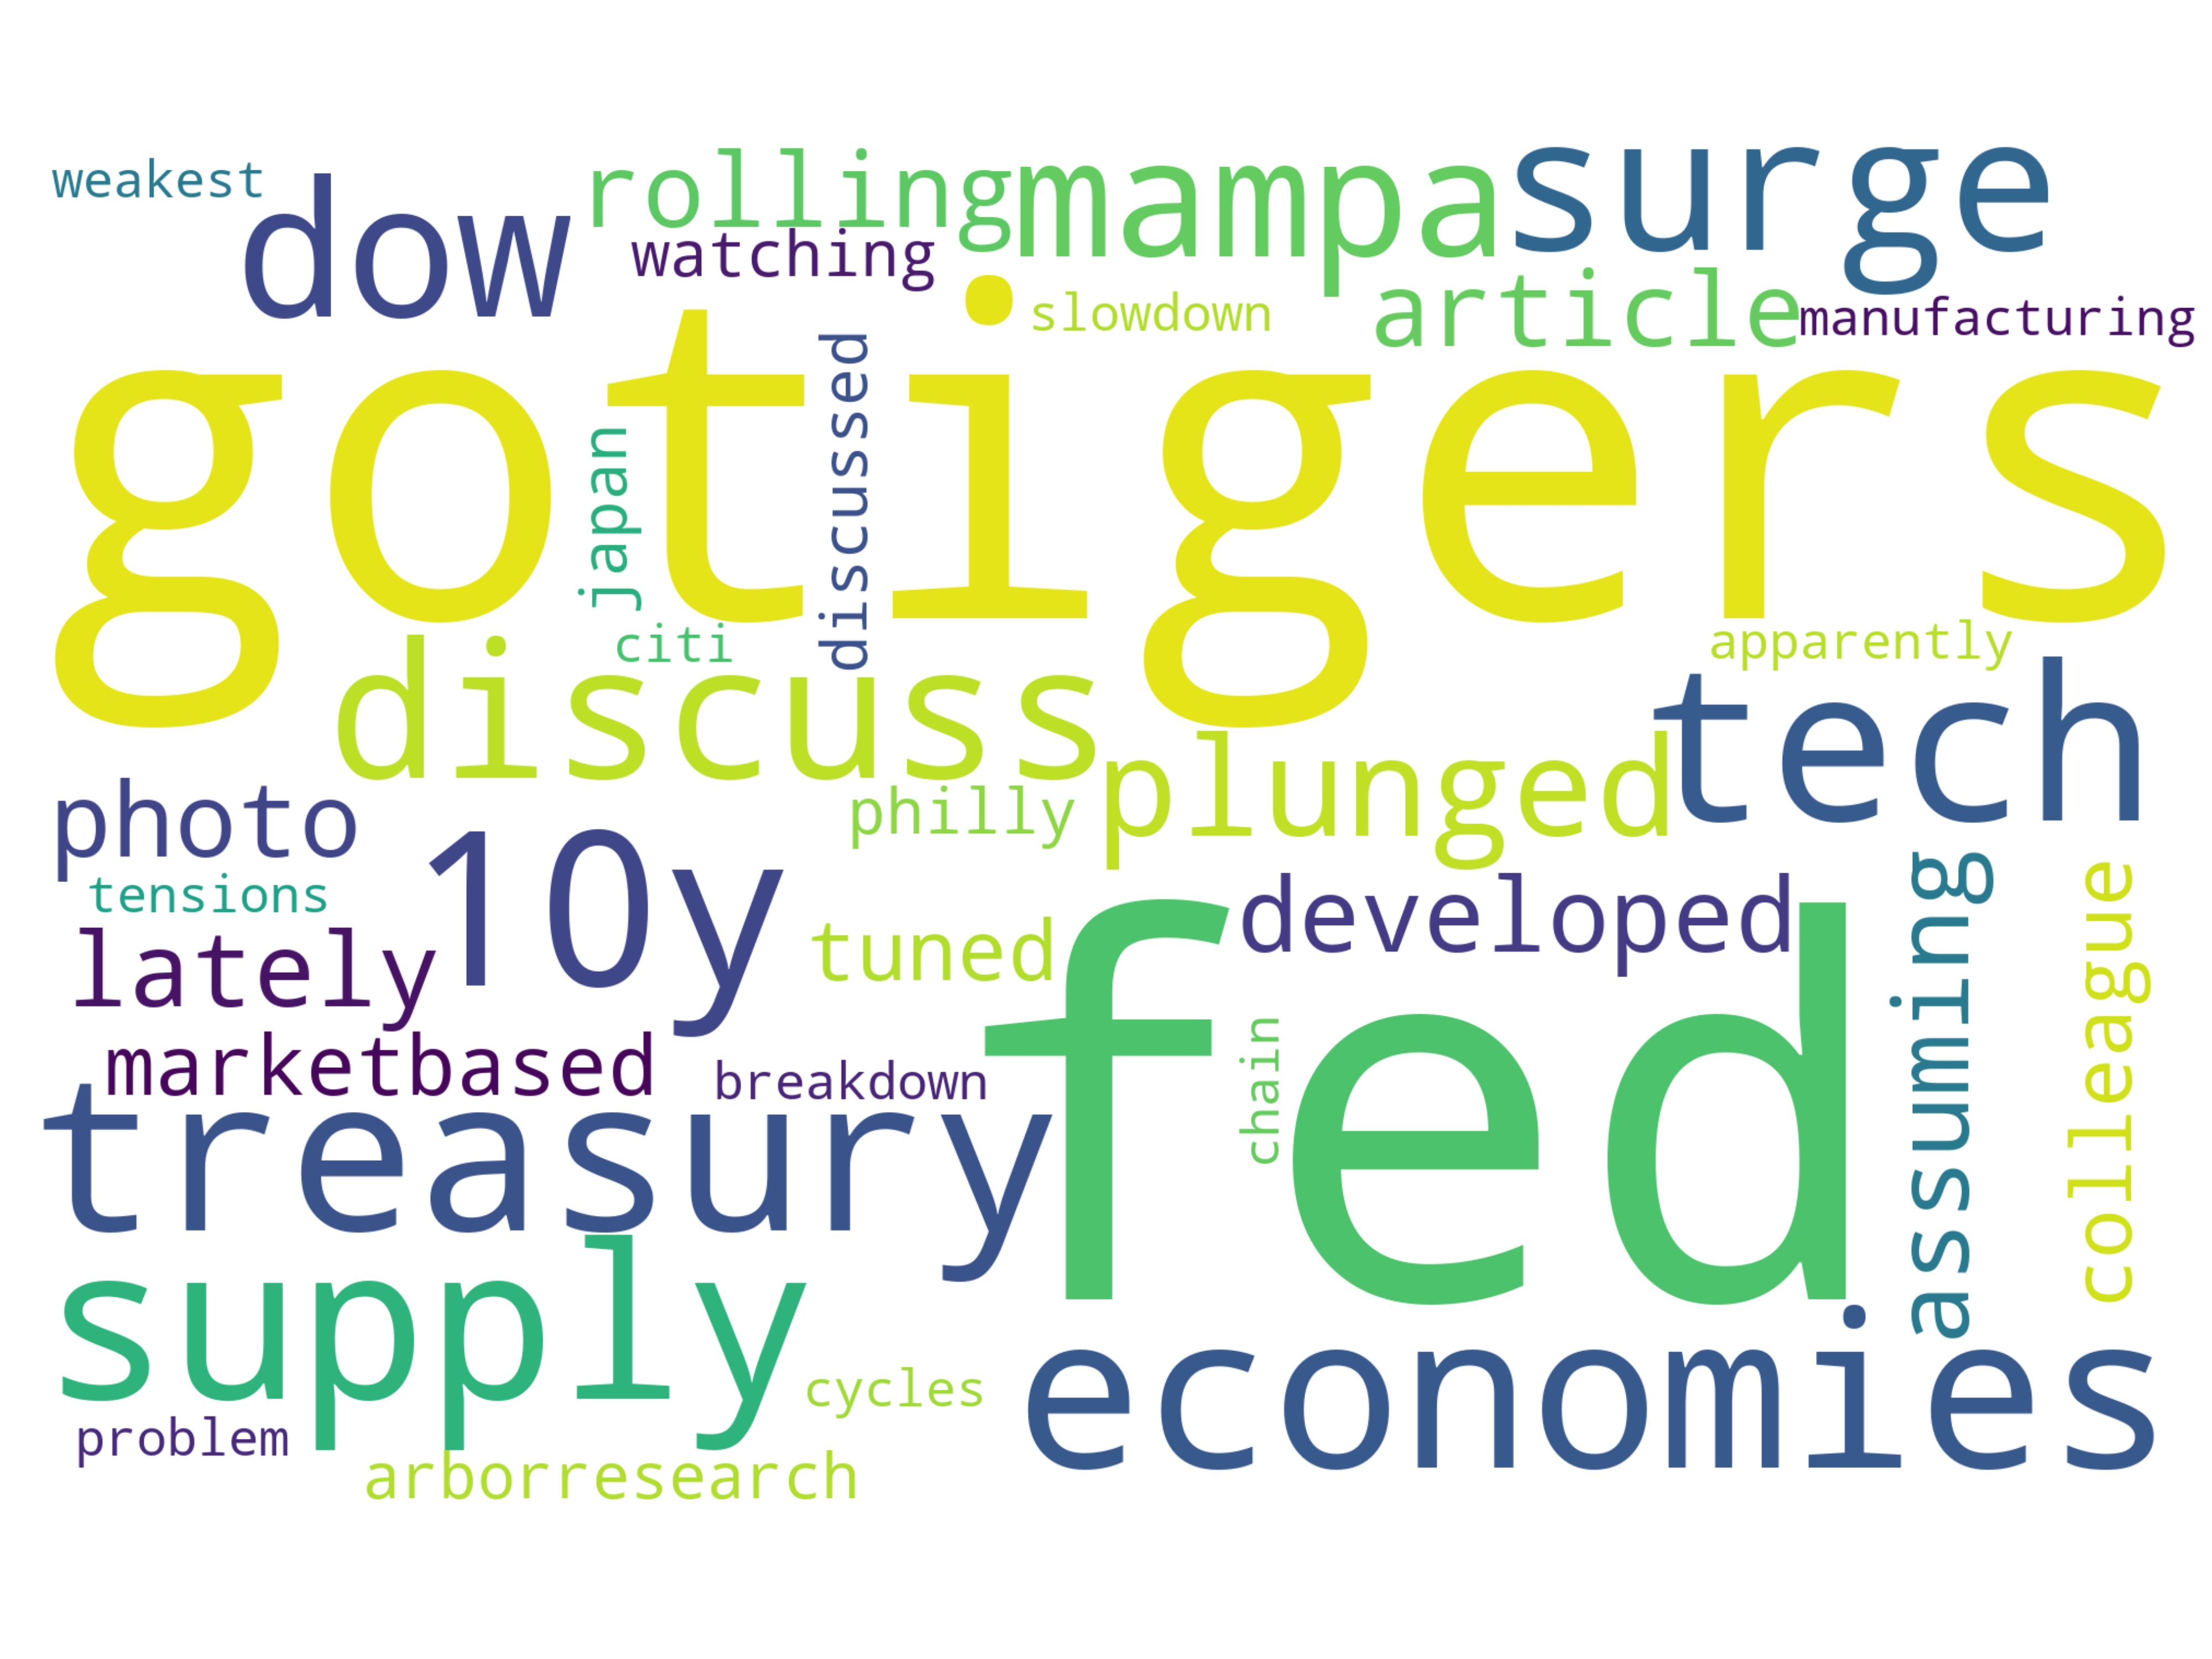 weakest
dow
rolling
mampa
surge
watching
slowdown
article
manufacturing
gotigers
japan
discussed
citi
apparently
discuss
tech
photo
philly
plunged
10y
tensions
developed
lately
tuned
fed
assuming
colleague
marketbased
breakdown
chain
treasury
supply
economies
cycles
problem
arborresearch